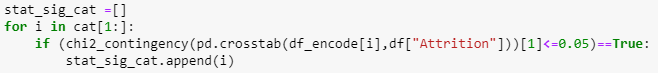 stat_sig_cat =[]
for i in cat[1:]:
    if (chi2_contingency(pd.crosstab(df_encode[i],df["Attrition"]))[1]<=0.05)==True:
        stat_sig_cat.append(i)